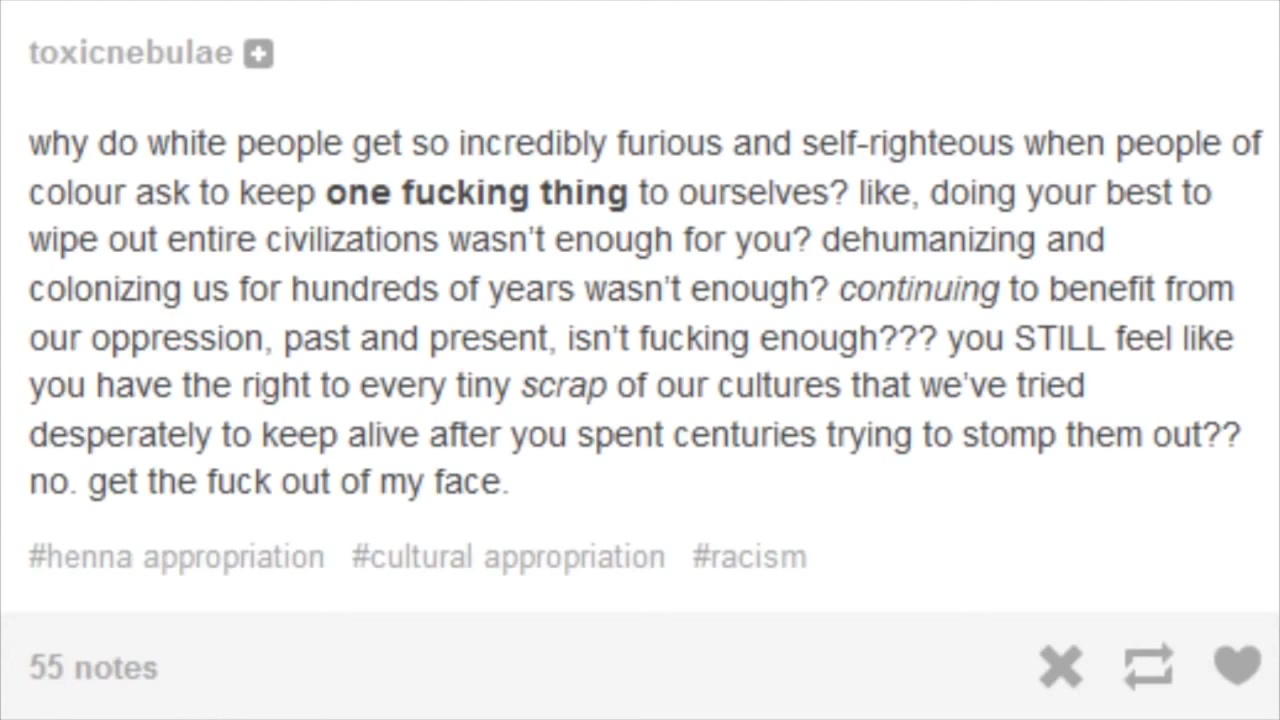 toxicnebulae
why do white people get so incredibly furious and self-righteous when people of
colour ask to keep one fucking thing to ourselves? like, doing your best to
wipe out entire civilizations wasn't enough for you? dehumanizing and
colonizing us for hundreds of years wasn't enough? continuing to benefit from
our oppression, past and present, isn't fucking enough??? you STILL feel like
you have the right to every tiny scrap of our cultures that we've tried
desperately to keep alive after you spent centuries trying to stomp them out??
no. get the fuck out of my face.
#henna appropriation #cultural appropriation #racism
55 notes